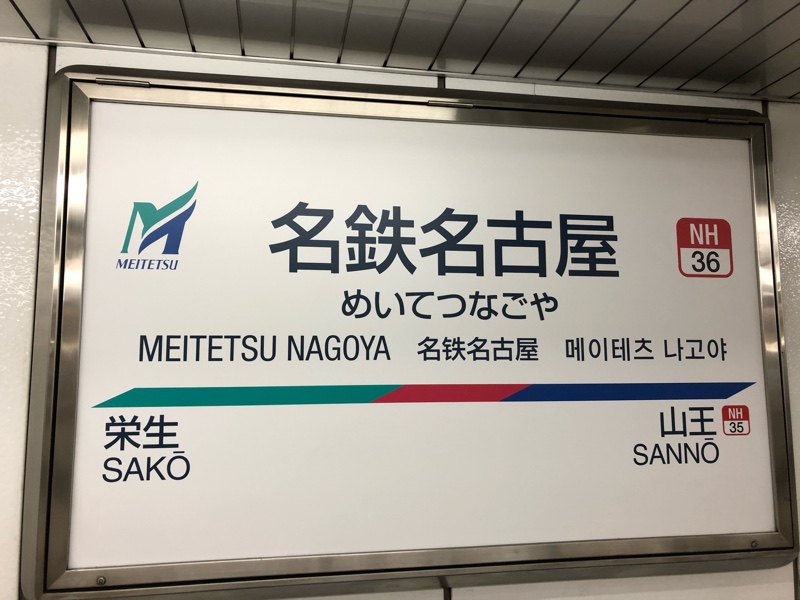 名鉄名古屋
NH
36
MEITETSU
めいてつなごや
MEITETSU NAGOYA 名铁名古屋 메이테츠 나고야
栄生
SAKŌ
山王
NH
35
SANNŌ